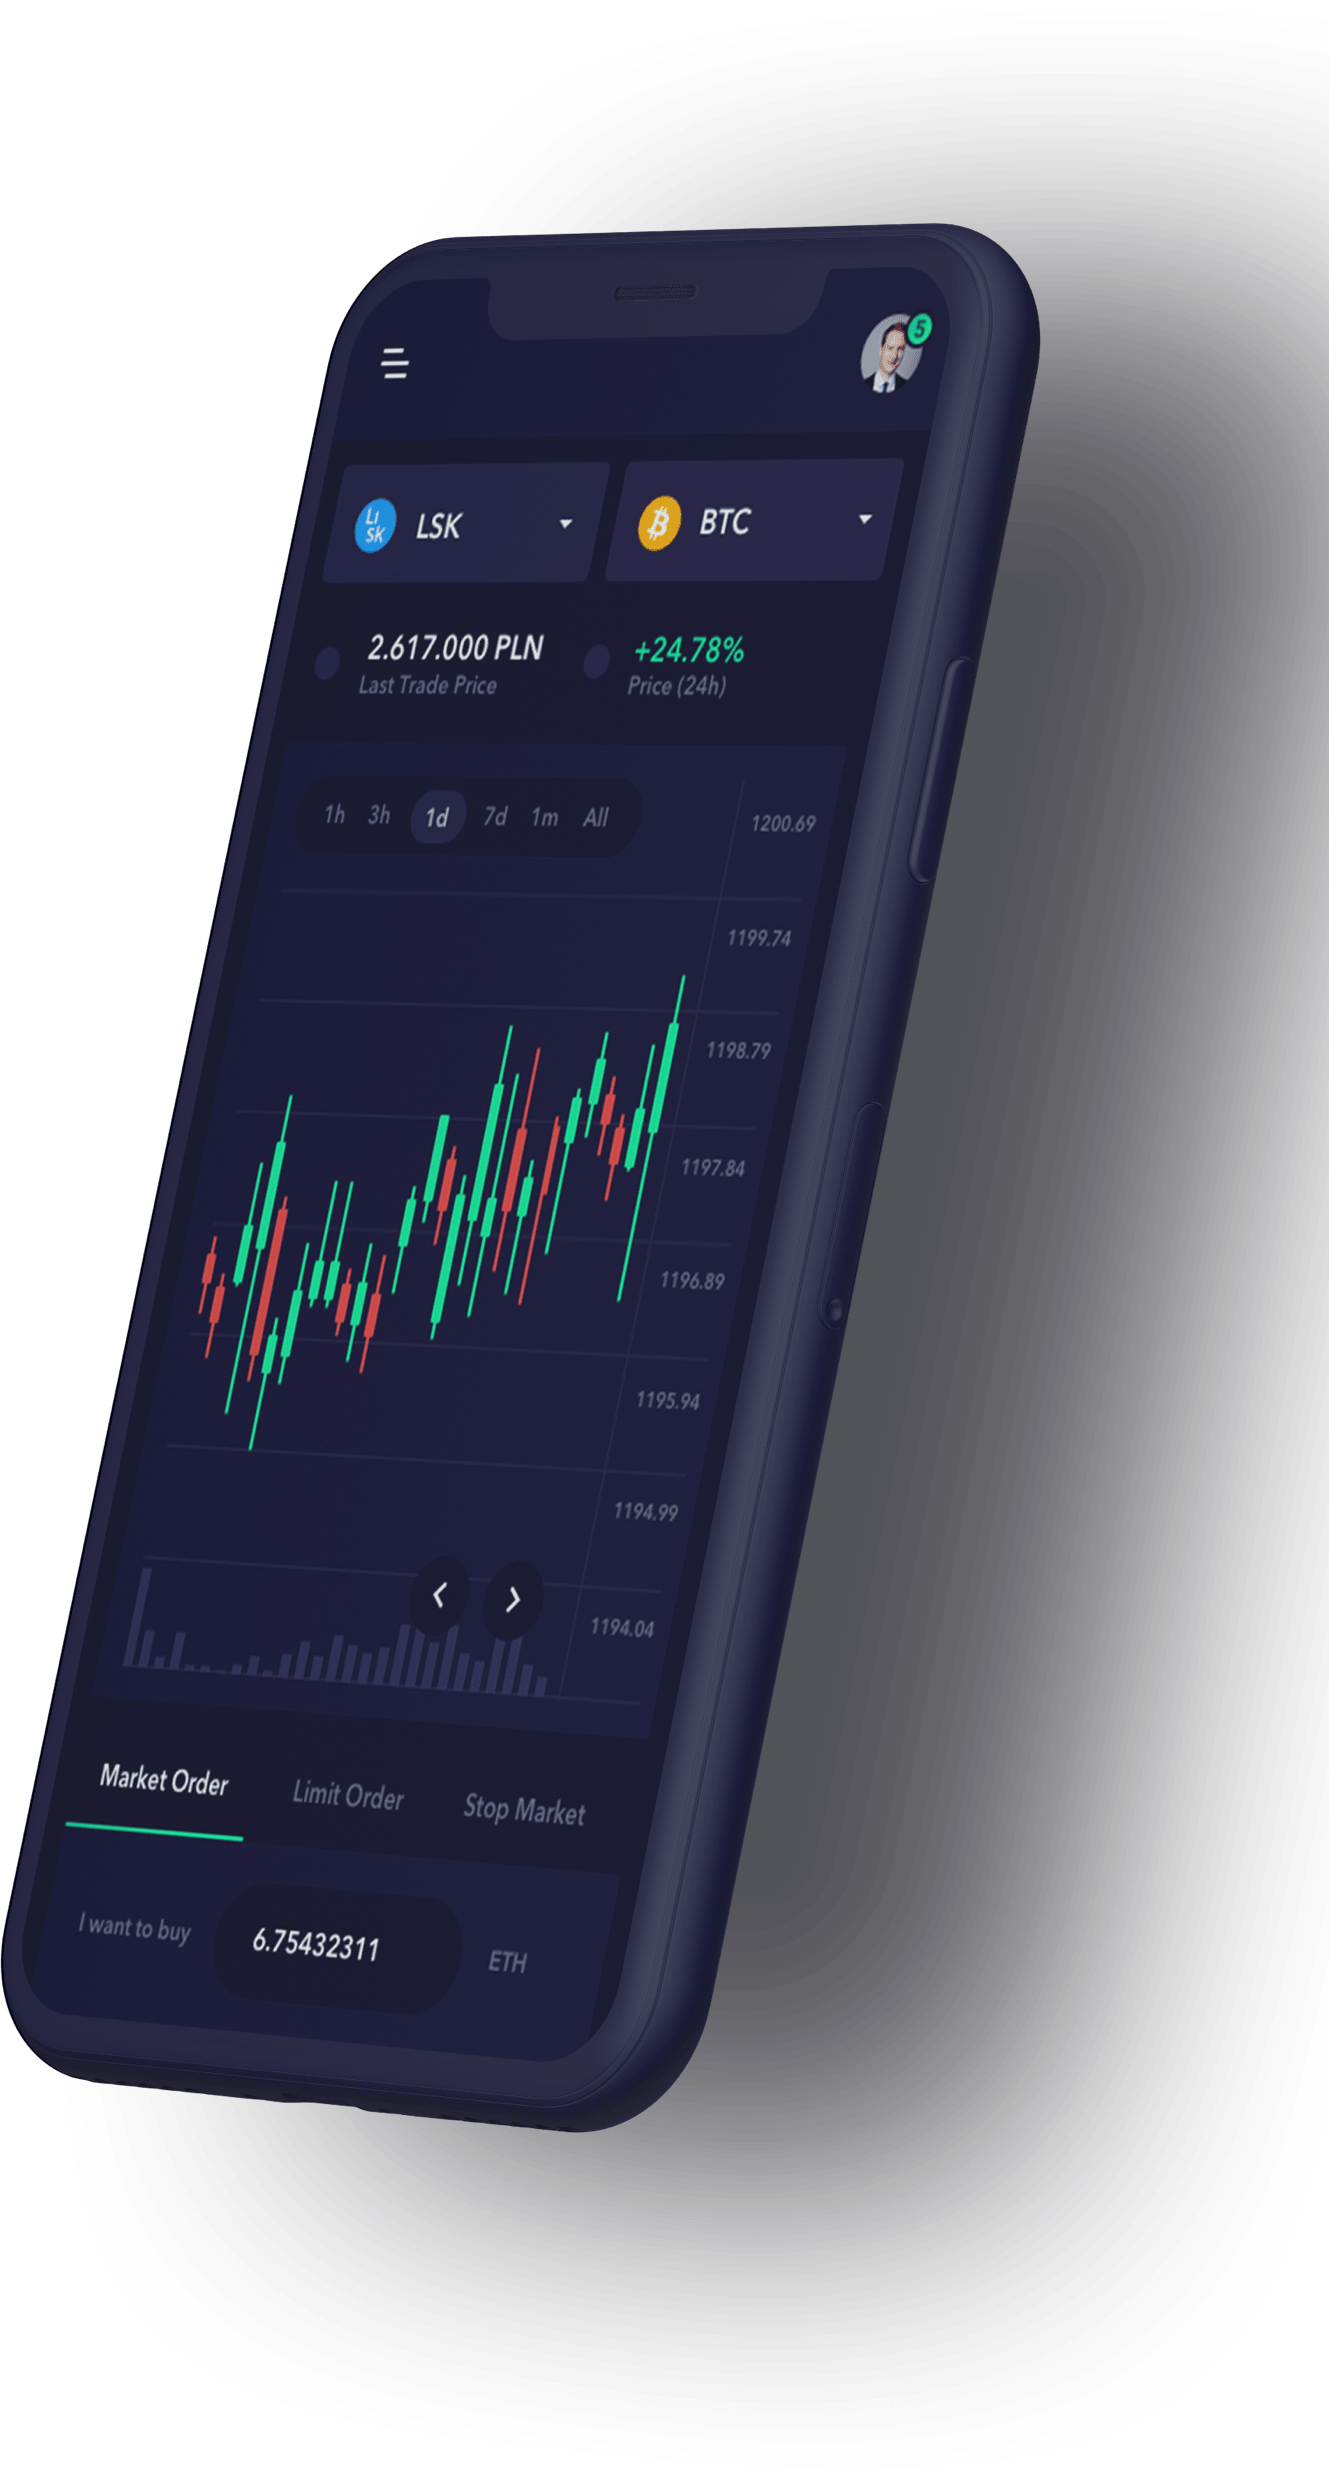 5
Li
SK
LSK
BTC
2.617.000 PLN
+24.78%
Last Trade Price
Price (24h)
1h 3h 1d 7d 1m All
1200.69
1199.74
1198.79
1197.84
1196.89
1195.94
1194.99
1194.04
Market Order
Limit Order
Stop Market
I want to buy
6.75432311
ETH